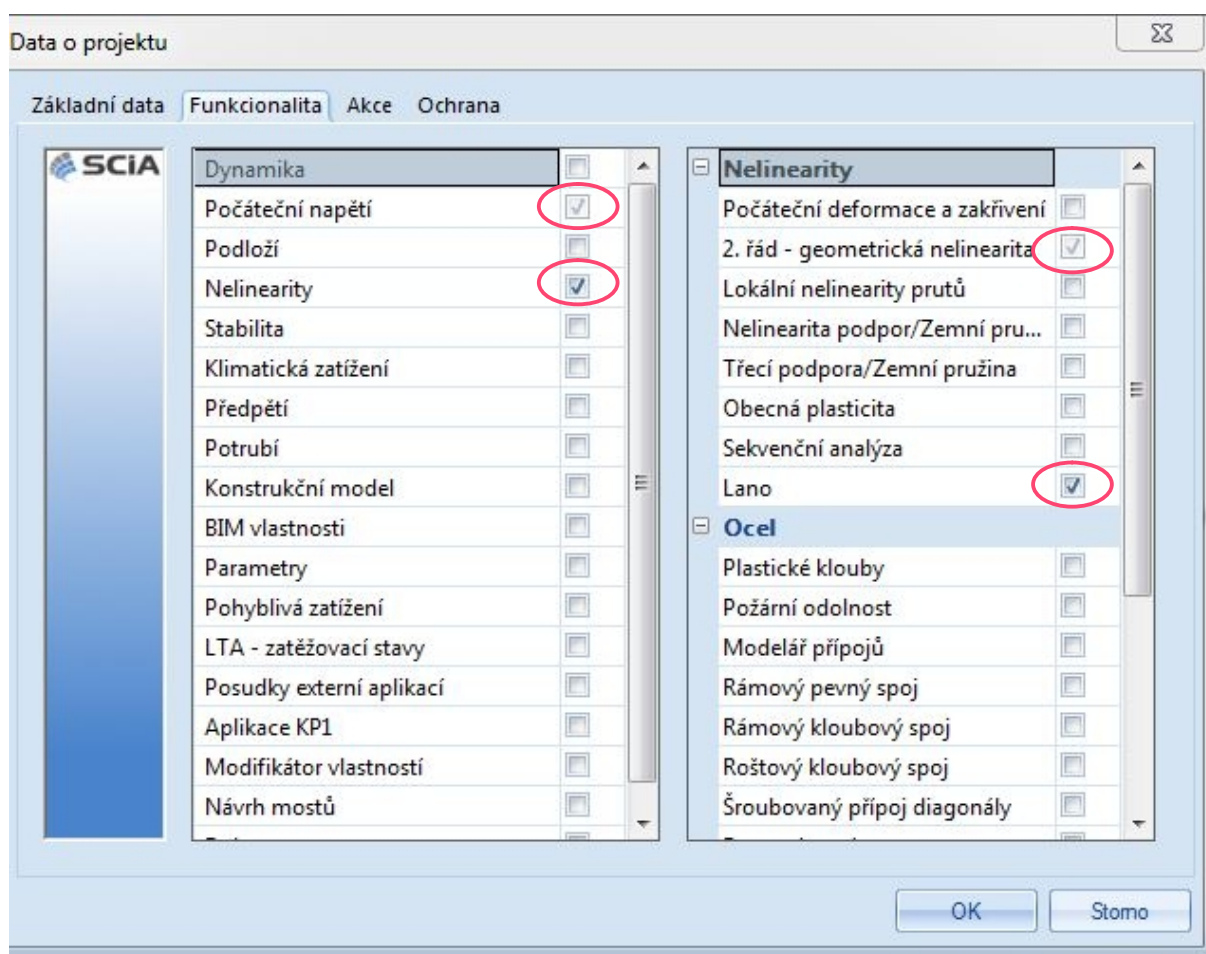 Data o projektu
Základní data Funkcionalita Akce Ochrana
SCiA
Dynamika
Počáteční napětí
Podloží
Nelinearity
Stabilita
Klimatická zatížení
Předpětí
Potrubí
Konstrukční model
BIM vlastnosti
Parametry
Pohyblivá zatížení
LTA - zatěžovací stavy
Posudky externí aplikací
Aplikace KP1
Modifikátor vlastností
Návrh mostů
Nelinearity
Počáteční deformace a zakřivení
2. řád - geometrická nelinearita
Lokální nelinearity prutů
Nelinearita podpor/Zemní pru...
Třecí podpora/Zemní pružina
Obecná plasticita
Sekvenční analýza
Lano
Ocel
Plastické klouby
Požární odolnost
Modelář přípojů
Rámový pevný spoj
Rámový kloubový spoj
Roštový kloubový spoj
Šroubovaný přípoj diagonály
OK Storno